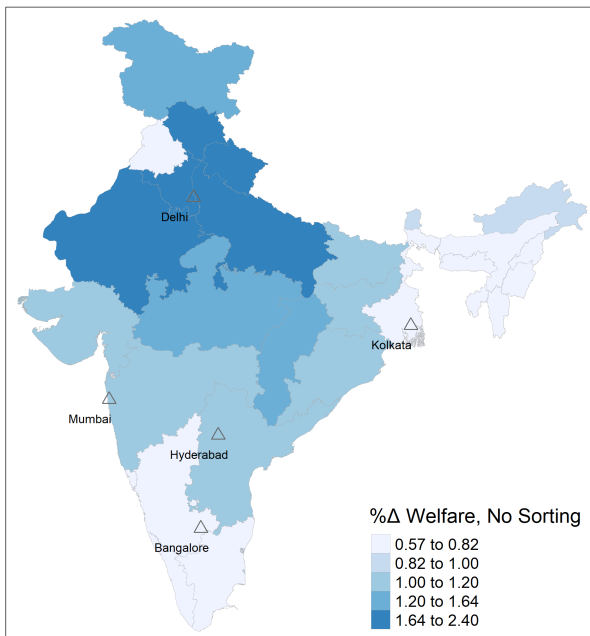 Delhi
Kolkata
Mumbai
Hyderabad
Bangalore
%Δ Welfare, No Sorting
0.57 to 0.82
0.82 to 1.00
1.00 to 1.20
1.20 to 1.64
1.64 to 2.40